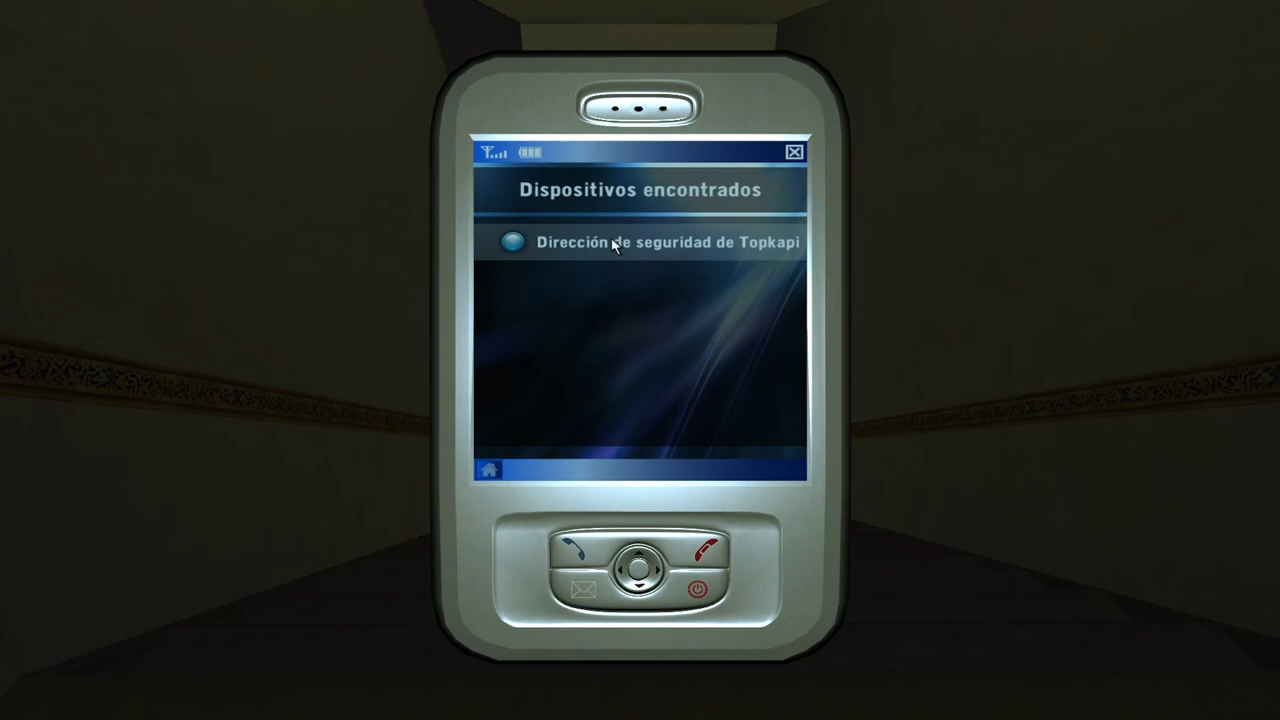 Dispositivos encontrados
Dirección de seguridad de Topkapi